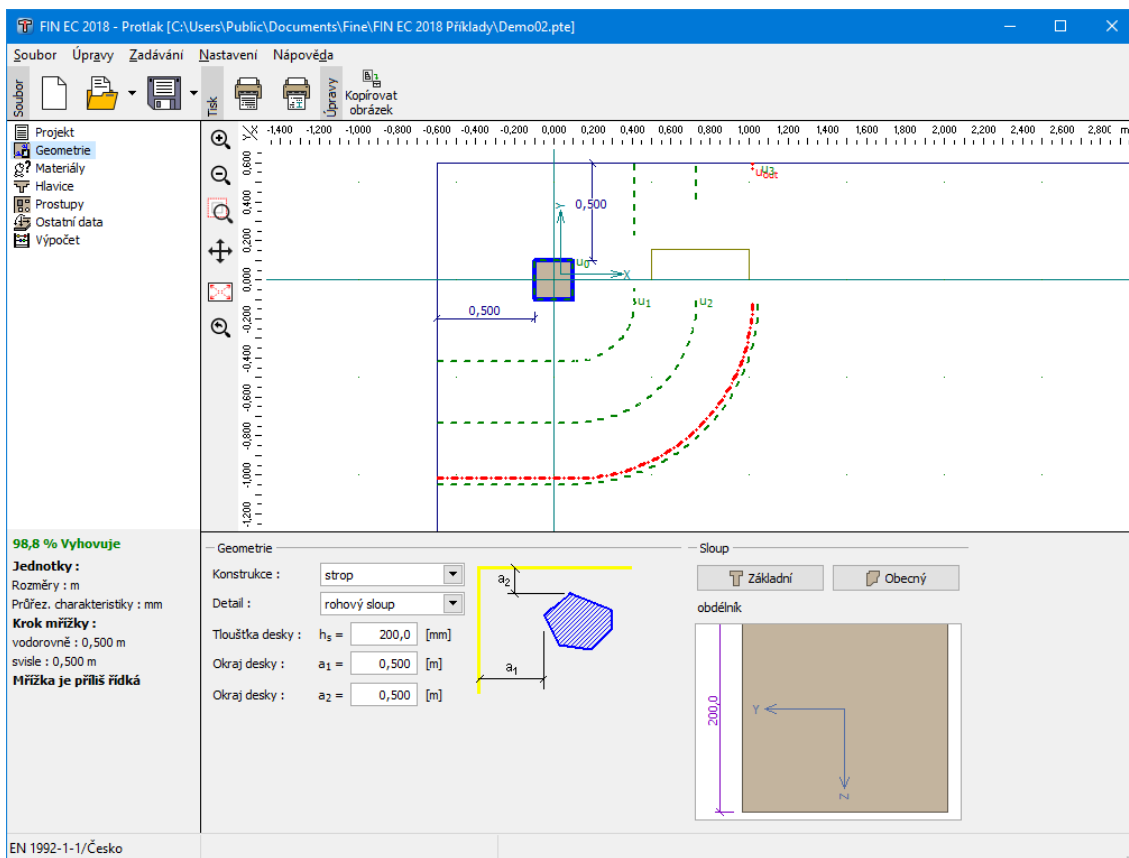 FIN EC 2018 - Protlak [C:\Users\Public\Documents\Fine\FIN EC 2018 Příklady\Demo02.pte]
Soubor Úpravy Zadávání Nastavení Nápověda
Soubor
Tisk
Úpravy
Kopírovat
obrázek
Projekt
Geometrie
Materiály
Hlavice
Prostupy
Ostatní data
Výpočet
-1,400 -1,200 -1,000 -0,800 -0,600 -0,400 -0,200 0,000 0,200 0,400 0,600 0,800 1,000 1,200 1,400 1,600 1,800 2,000 2,200 2,400 2,600 2,800 m
0,600
0,400
0,200
0,000
-0,200
-0,400
-0,600
-0,800
-1,000
-1,200
0,500
Y
X
u0
0,500
u1
u2
u3
uout
98,8 % Vyhovuje
Jednotky :
Rozměry : m
Průřez. charakteristiky : mm
Krok mřížky :
vodorovně : 0,500 m
svisle : 0,500 m
Mřížka je příliš řídká
Geometrie
Konstrukce : strop
Detail : rohový sloup
Tloušťka desky : hs = 200,0 [mm]
Okraj desky : a1 = 0,500 [m]
Okraj desky : a2 = 0,500 [m]
a2
a1
Sloup
Základní
Obecný
obdélník
200,0
Y
Z
EN 1992-1-1/Česko